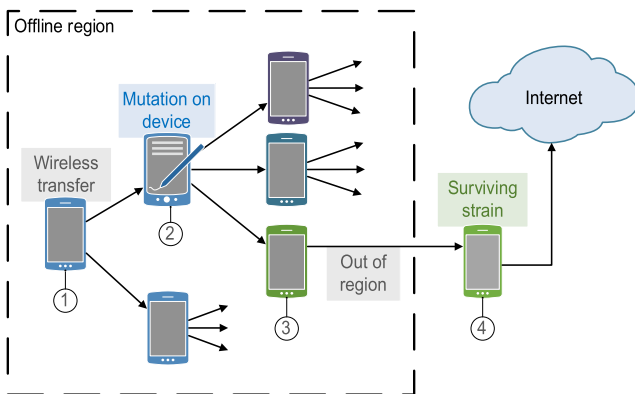 Offline region
Mutation on
device
Internet
Wireless
transfer
Surviving
strain
2
Out of
region
1
3
4